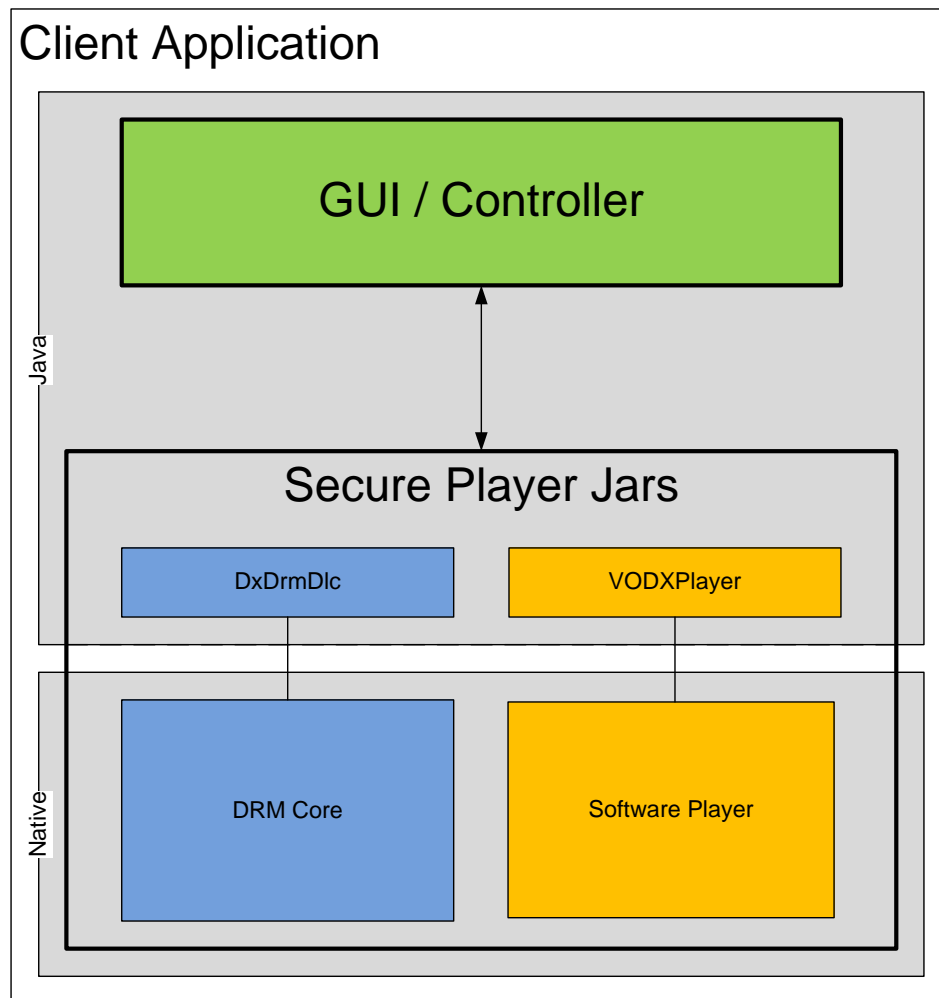 Client Application
GUI / Controller
Java
Secure Player Jars
DxDrmDlc
VODXPlayer
Native
DRM Core
Software Player